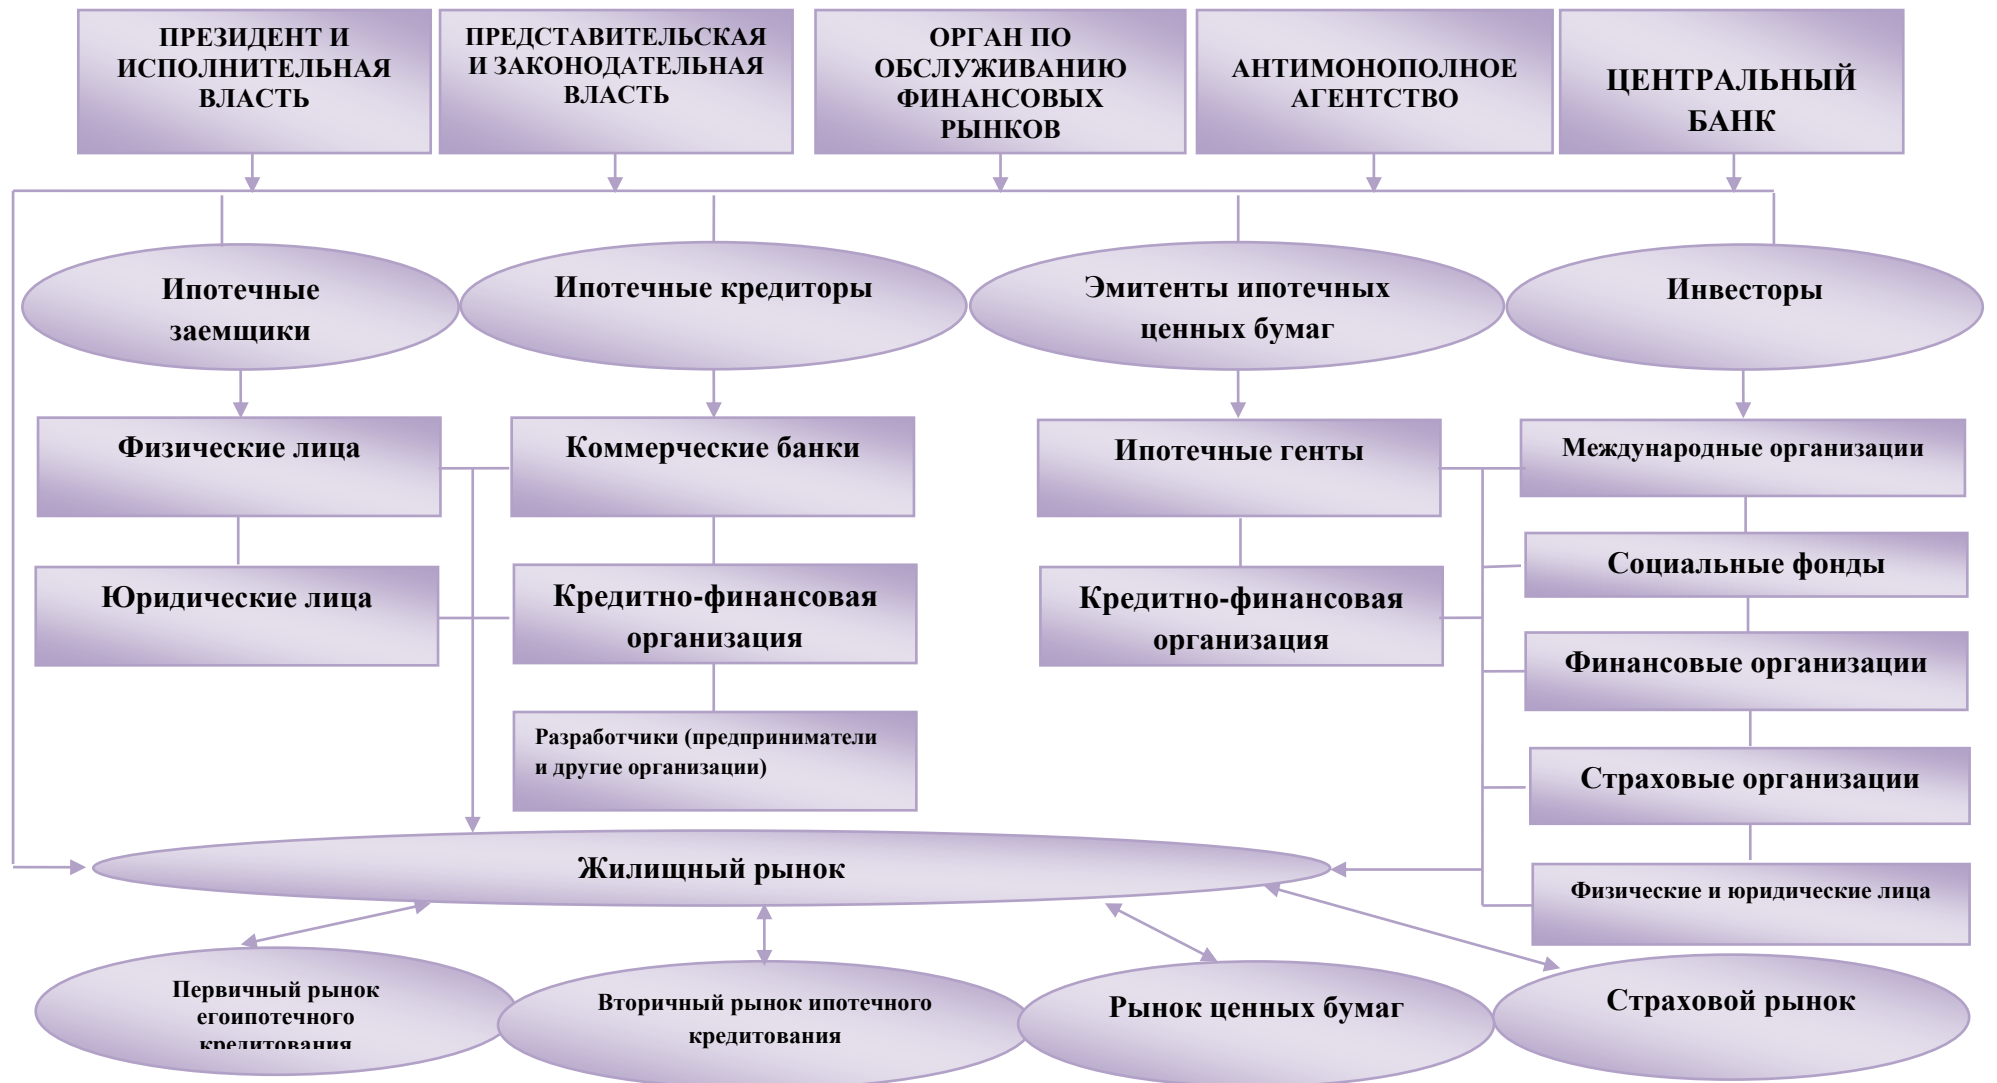 ПРЕЗИДЕНТ И
ИСПОЛНИТЕЛЬНАЯ
ВЛАСТЬ
ПРЕДСТАВИТЕЛЬСКАЯ
И ЗАКОНОДАТЕЛЬНАЯ
ВЛАСТЬ
ОРГАН ПО
ОБСЛУЖИВАНИЮ
ФИНАНСОВЫХ
РЫНКОВ
АНТИМОНОПОЛНОЕ
АГЕНТСТВО
ЦЕНТРАЛЬНЫЙ
БАНК
Ипотечные
заемщики
Ипотечные кредиторы
Эмитенты ипотечных
ценных бумаг
Инвесторы
Физические лица
Коммерческие банки
Ипотечные генты
Международные организации
Социальные фонды
Юридические лица
Кредитно-финансовая
организация
Кредитно-финансовая
организация
Финансовые организации
Разработчики (предприниматели
и другие организации)
Страховые организации
Жилищный рынок
Физические и юридические лица
Первичный рынок
егоипотечного
кредитования
Вторичный рынок ипотечного
кредитования
Рынок ценных бумаг
Страховой рынок